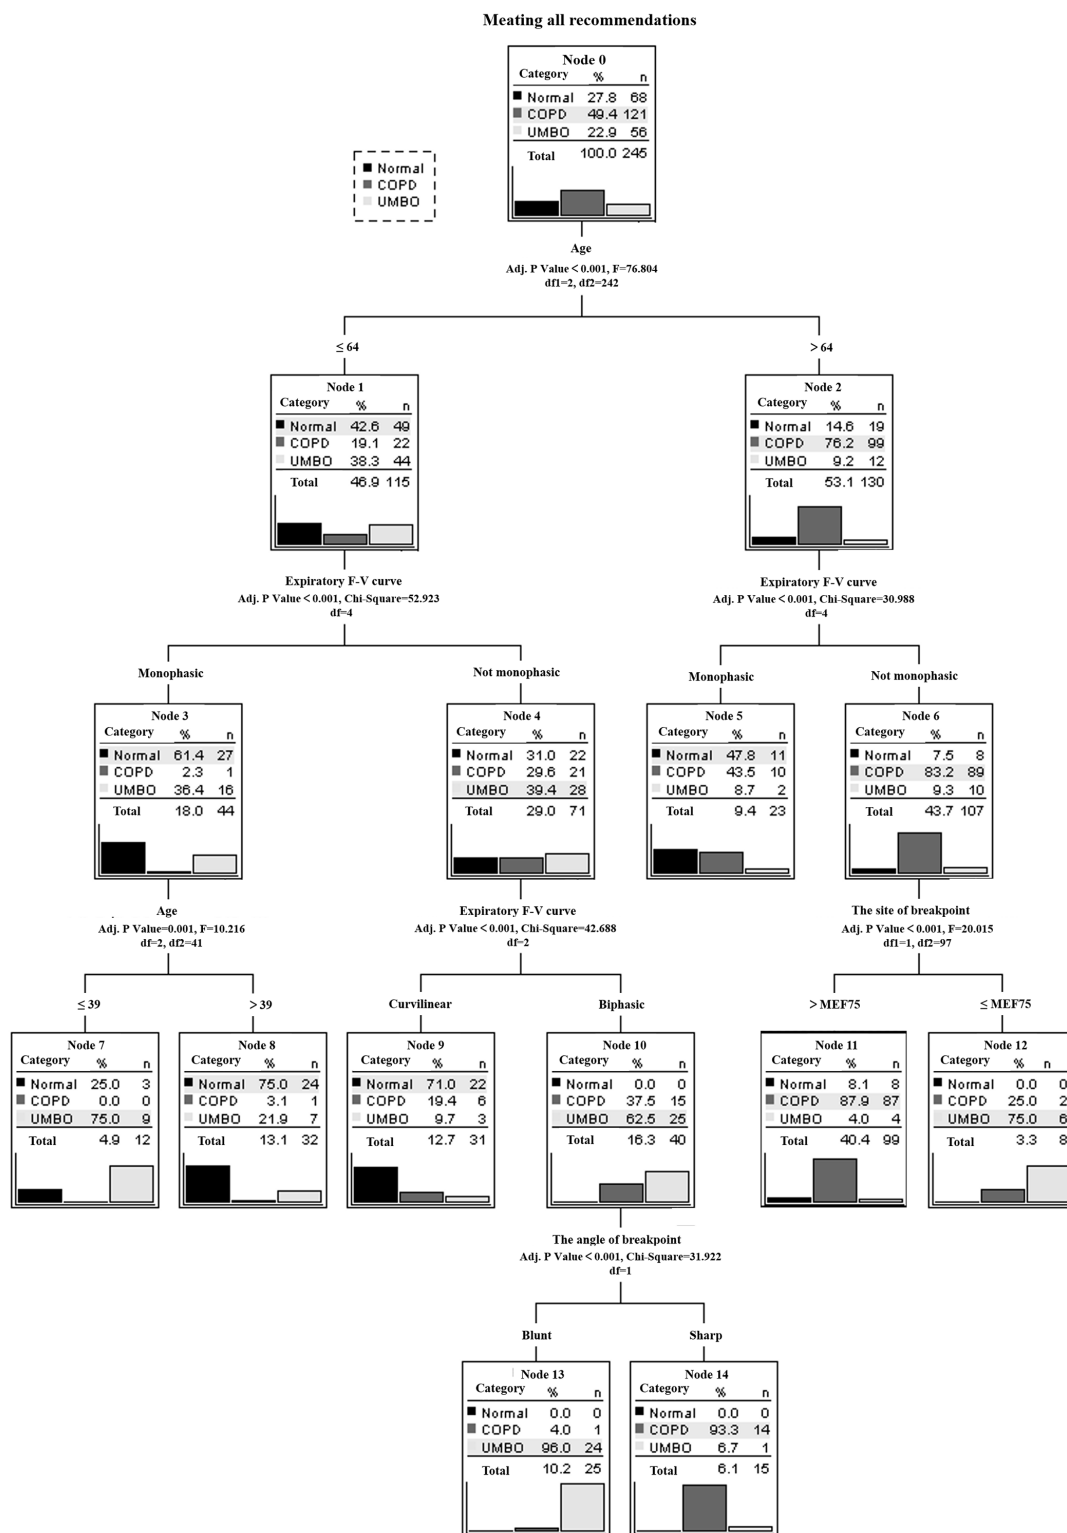 Meating all recommendations
Node 0
Category % n
Normal 27.8 68
COPD 49.4 121
UMBO 22.9 56
Total 100.0 245
Normal
COPD
UMBO
Age
Adj. P Value < 0.001, F=76.804
df1=2, df2=242
≤ 64
> 64
Node 1
Category % n
Normal 42.6 49
COPD 19.1 22
UMBO 38.3 44
Total 46.9 115
Node 2
Category % n
Normal 14.6 19
COPD 76.2 99
UMBO 9.2 12
Total 53.1 130
Expiratory F-V curve
Adj. P Value < 0.001, Chi-Square=52.923
df=4
Expiratory F-V curve
Adj. P Value < 0.001, Chi-Square=30.988
df=4
Monophasic
Not monophasic
Monophasic
Not monophasic
Node 3
Category % n
Normal 61.4 27
COPD 2.3 1
UMBO 36.4 16
Total 18.0 44
Node 4
Category % n
Normal 31.0 22
COPD 29.6 21
UMBO 39.4 28
Total 29.0 71
Node 5
Category % n
Normal 47.8 11
COPD 43.5 10
UMBO 8.7 2
Total 9.4 23
Node 6
Category % n
Normal 7.5 8
COPD 83.2 89
UMBO 9.3 10
Total 43.7 107
Age
Adj. P Value=0.001, F=10.216
df=2, df2=41
Expiratory F-V curve
Adj. P Value < 0.001, Chi-Square=42.688
df=2
The site of breakpoint
Adj. P Value < 0.001, F=20.015
df1=1, df2=97
≤ 39
> 39
Curvilinear
Biphasic
> MEF75
≤ MEF75
Node 7
Category % n
Normal 25.0 3
COPD 0.0 0
UMBO 75.0 9
Total 4.9 12
Node 8
Category % n
Normal 75.0 24
COPD 3.1 1
UMBO 21.9 7
Total 13.1 32
Node 9
Category % n
Normal 71.0 22
COPD 19.4 6
UMBO 9.7 3
Total 12.7 31
Node 10
Category % n
Normal 0.0 0
COPD 37.5 15
UMBO 62.5 25
Total 16.3 40
Node 11
Category % n
Normal 8.1 8
COPD 87.9 87
UMBO 4.0 4
Total 40.4 99
Node 12
Category % n
Normal 0.0 0
COPD 25.0 2
UMBO 75.0 6
Total 3.3 8
The angle of breakpoint
Adj. P Value < 0.001, Chi-Square=31.922
df=1
Blunt
Sharp
Node 13
Category % n
Normal 0.0 0
COPD 4.0 1
UMBO 96.0 24
Total 10.2 25
Node 14
Category % n
Normal 0.0 0
COPD 93.3 14
UMBO 6.7 1
Total 6.1 15